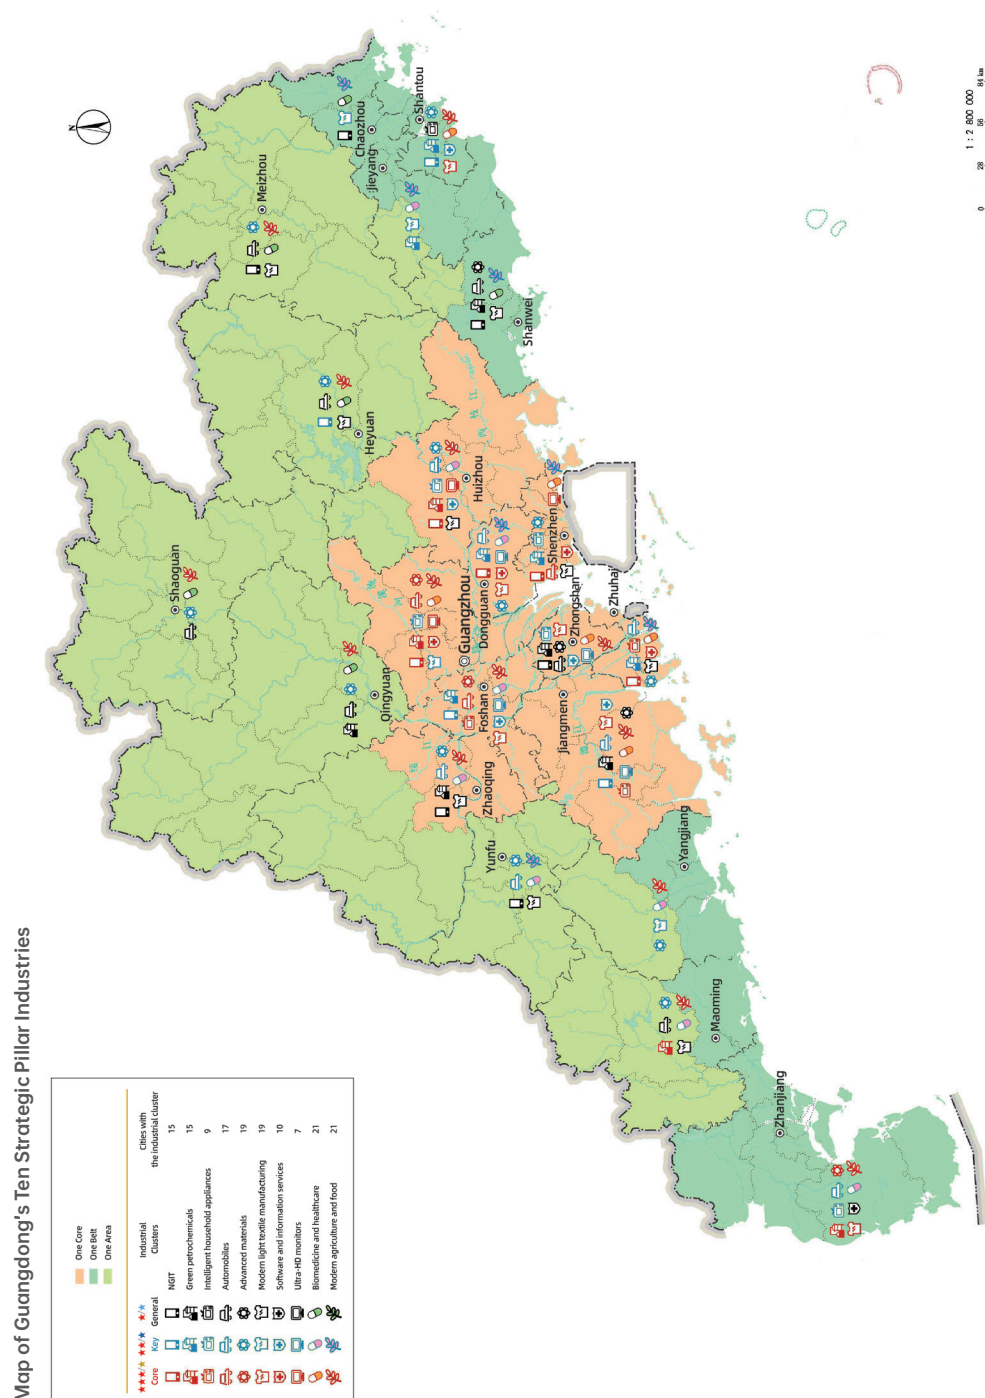 Map of Guangdong's Ten Strategic Pillar Industries
One Core
One Belt
One Area
Core
Key
General
Industrial
Clusters
Cities with
the industrial cluster
NGIT 15
Green petrochemicals 15
Intelligent household appliances 9
Automobiles 17
Advanced materials 19
Modern light textile manufacturing 19
Software and information services 10
Ultra-HD monitors 7
Biomedicine and healthcare 21
Modern agriculture and food 21
N
Shaoguan
Meizhou
Heyuan
Qingyuan
Chaozhou
Jieyang
Shantou
Shanwei
Huizhou
Guangzhou
Dongguan
Shenzhen
Foshan
Zhaoqing
Zhongshan
Zhuhai
Jiangmen
Yunfu
Yangjiang
Maoming
Zhanjiang
1 : 2 800 000
0 28 56 84 km